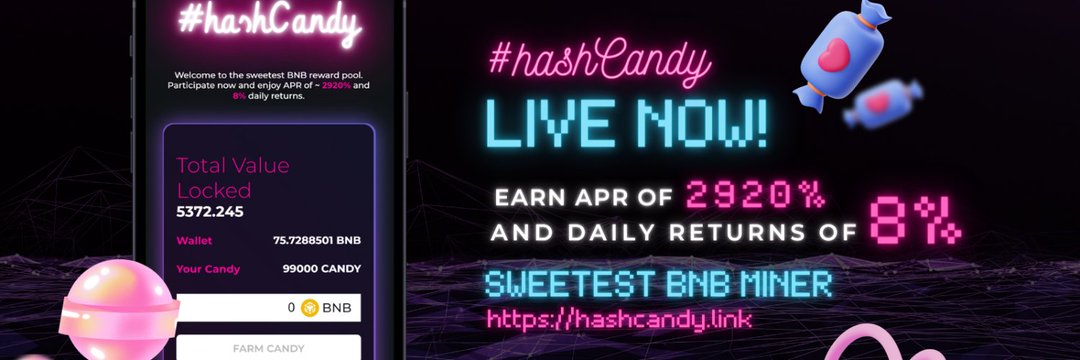 #hashCandy
Welcome to the sweetest BNB reward pool.
Participate now and enjoy APR of ~ 2920% and
8% daily returns.
Total Value
Locked
5372.245
Wallet 75.7288501 BNB
Your Candy 99000 CANDY
0 BNB
FARM CANDY
#hashCandy
LIVE NOW!
EARN APR OF 2920%
AND DAILY RETURNS OF 8%
SWEETEST BNB MINER
https://hashcandy.link